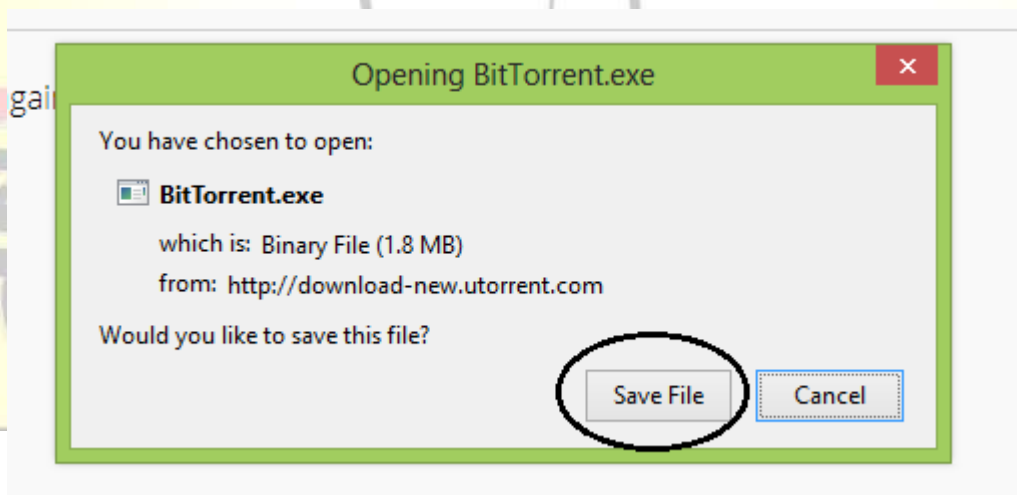 Opening BitTorrent.exe
gai
You have chosen to open:
BitTorrent.exe
which is: Binary File (1.8 MB)
from: http://download-new.utorrent.com
Would you like to save this file?
Save File Cancel